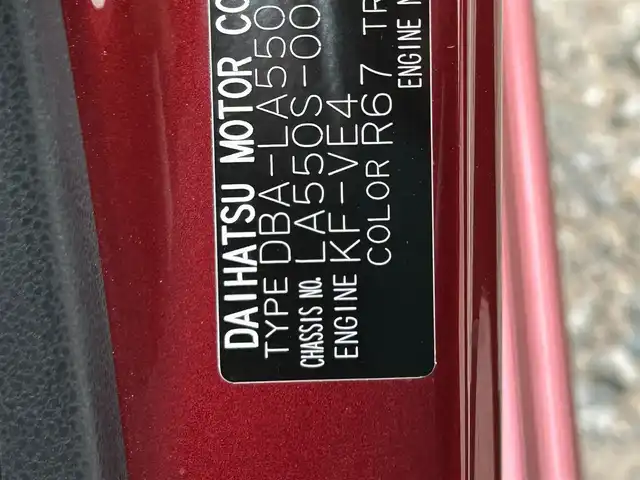 DAIHATSU MOTOR CO
TYPE DBA-LA550
CHASSIS NO. LA550S-00
ENGINE KF-VE4
COLOR R67 TR
ENGINE